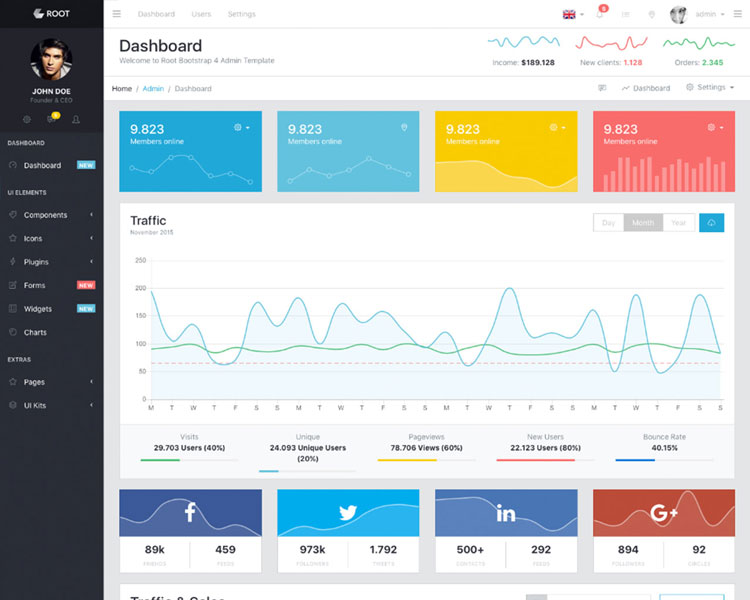 ROOT
Dashboard Users Settings
8
admin
JOHN DOE
Founder & CEO
DASHBOARD
Dashboard NEW
UI ELEMENTS
Components
Icons
Plugins
Forms NEW
Widgets NEW
Charts
EXTRAS
Pages
UI Kits
Dashboard
Welcome to Root Bootstrap 4 Admin Template
Income: $189.128
New clients: 1.128
Orders: 2.345
Home / Admin / Dashboard
Dashboard Settings
9.823
Members online
9.823
Members online
9.823
Members online
9.823
Members online
Traffic
November 2015
Day Month Year
250
200
150
100
50
0
M T W T F S S M T W T F S S M T W T F S S M T W T F S S
Visits
29.703 Users (40%)
Unique
24.093 Unique Users
(20%)
Pageviews
78.706 Views (60%)
New Users
22.123 Users (80%)
Bounce Rate
40.15%
f
89k 459
FRIENDS FEEDS
973k 1.792
FOLLOWERS TWEETS
in
500+ 292
CONTACTS FEEDS
G+
894 92
FOLLOWERS CIRCLES
Traffic & Sales